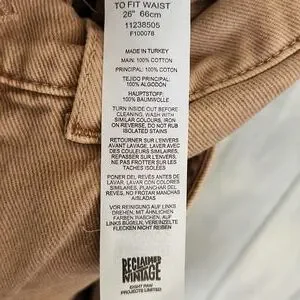 TO FIT WAIST
26" 66cm
11238505
F100078
MADE IN TURKEY
MAIN: 100% COTTON
PRINCIPAL: 100% COTON
TEJIDO PRINCIPAL:
100% ALGODÓN
HAUPTSTOFF:
100% BAUMWOLLE
TURN INSIDE OUT BEFORE
CLEANING, WASH WITH
SIMILAR COLOURS, IRON
ON REVERSE, DO NOT RUB
ISOLATED STAINS
RETOURNER SUR L'ENVERS
AVANT LAVAGE, LAVER AVEC
DES COULEURS SIMILAIRES,
REPASSER SUR L'ENVERS,
NE PAS FROTTER SUR LES
TACHES ISOLÉES
PONER DEL REVÉS ANTES DE
LAVAR, LAVAR CON COLORES
SIMILARES, PLANCHAR DEL
REVÉS, NO FROTAR MANCHAS
AISLADAS
VOR REINIGUNG AUF LINKS
DREHEN, MIT ÄHNLICHEN
FARBEN WASCHEN, AUF
LINKS BÜGELN, VEREINZELTE
FLECKEN NICHT REIBEN
RECLAIMED
VINTAGE
EIGHT PAW
PROJECTS LIMITED